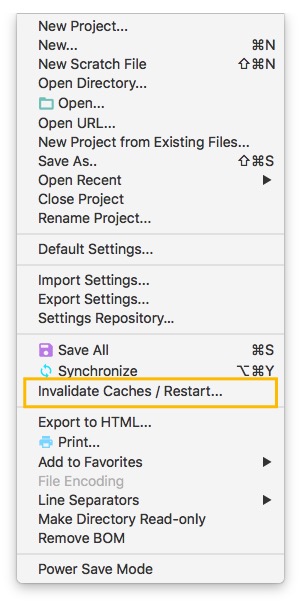 New Project...
New... ⌘N
New Scratch File ⇧⌘N
Open Directory...
Open...
Open URL...
New Project from Existing Files...
Save As.. ⇧⌘S
Open Recent ▶
Close Project
Rename Project...
Default Settings...
Import Settings...
Export Settings...
Settings Repository...
Save All ⌘S
Synchronize ⌥⌘Y
Invalidate Caches / Restart...
Export to HTML...
Print...
Add to Favorites ▶
File Encoding
Line Separators ▶
Make Directory Read-only
Remove BOM
Power Save Mode